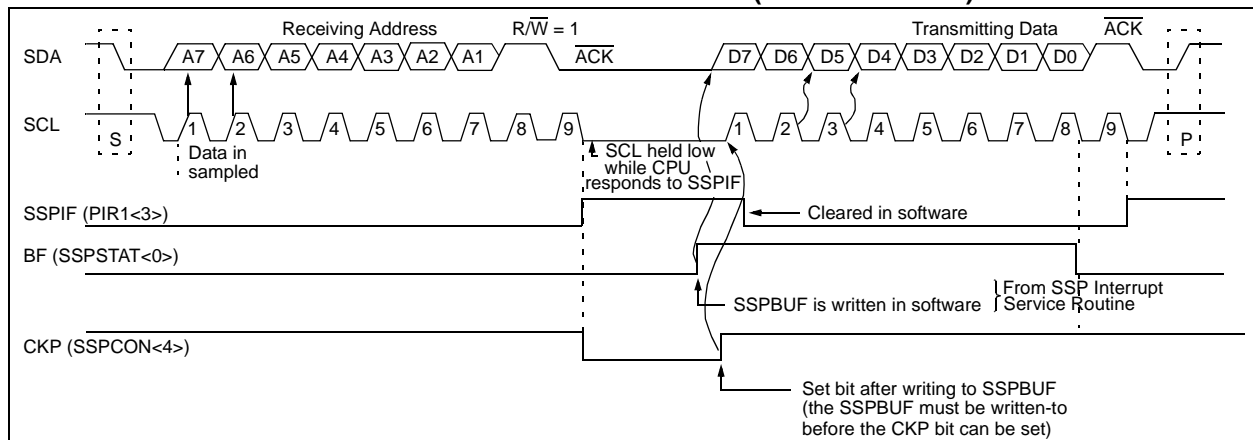 Receiving Address R/W = 1 Transmitting Data ACK
SDA A7 A6 A5 A4 A3 A2 A1 ACK D7 D6 D5 D4 D3 D2 D1 D0
SCL S 1 2 3 4 5 6 7 8 9 1 2 3 4 5 6 7 8 9 P
Data in
sampled
SCL held low
while CPU
responds to SSPIF
SSPIF (PIR1<3>)
Cleared in software
BF (SSPSTAT<0>)
SSPBUF is written in software
From SSP Interrupt
Service Routine
CKP (SSPCON<4>)
Set bit after writing to SSPBUF
(the SSPBUF must be written-to
before the CKP bit can be set)